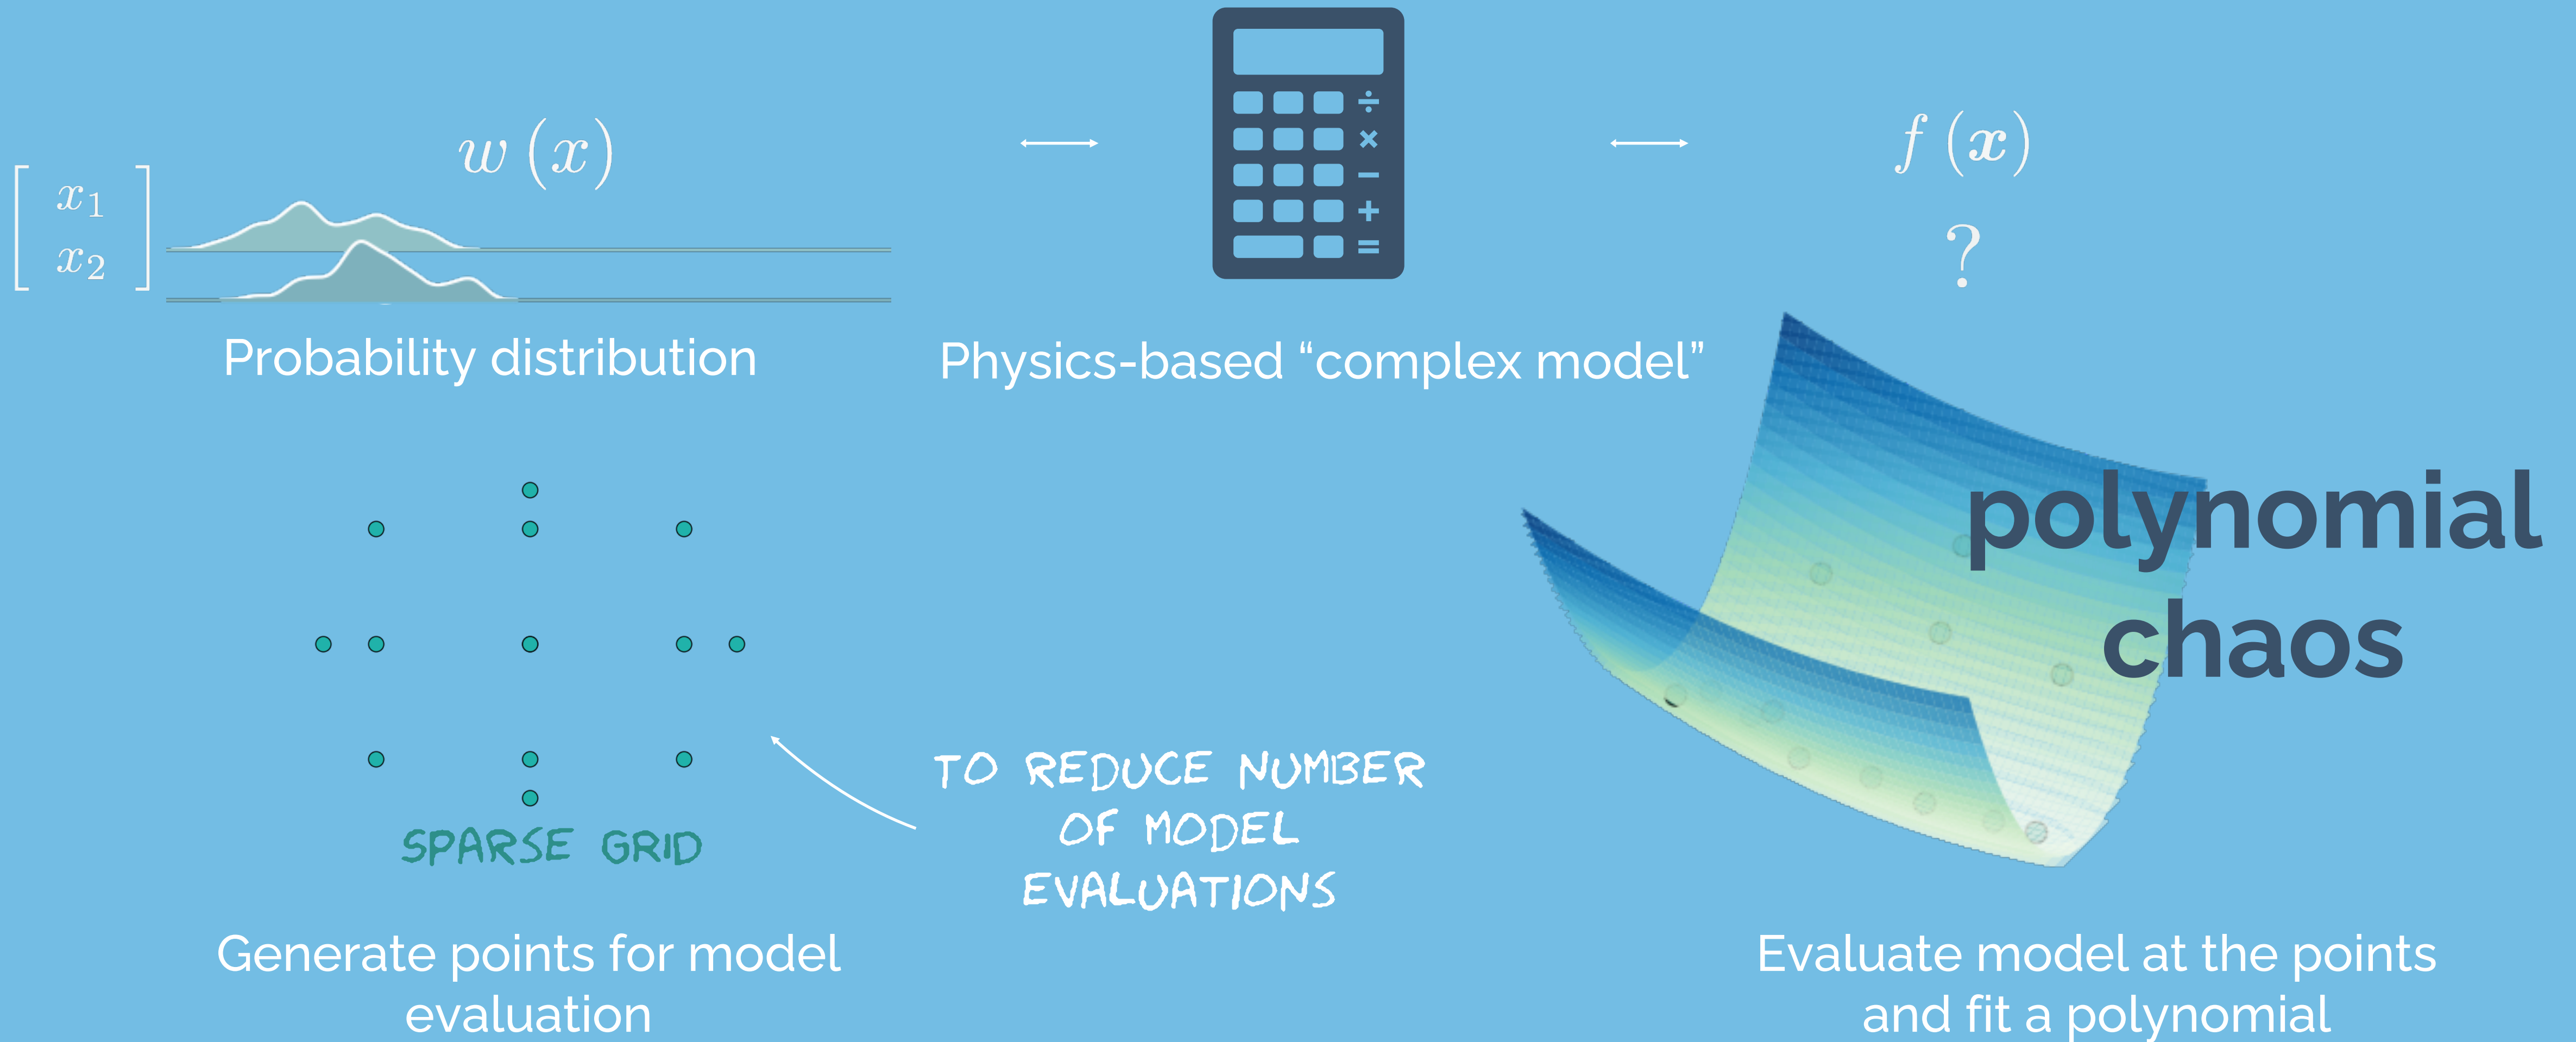 w (x)
f (x)
x1
x2
?
÷
×
−
+
=
Probability distribution
Physics-based “complex model”
polynomial
chaos
TO REDUCE NUMBER
OF MODEL
EVALUATIONS
SPARSE GRID
Generate points for model
evaluation
Evaluate model at the points
and fit a polynomial